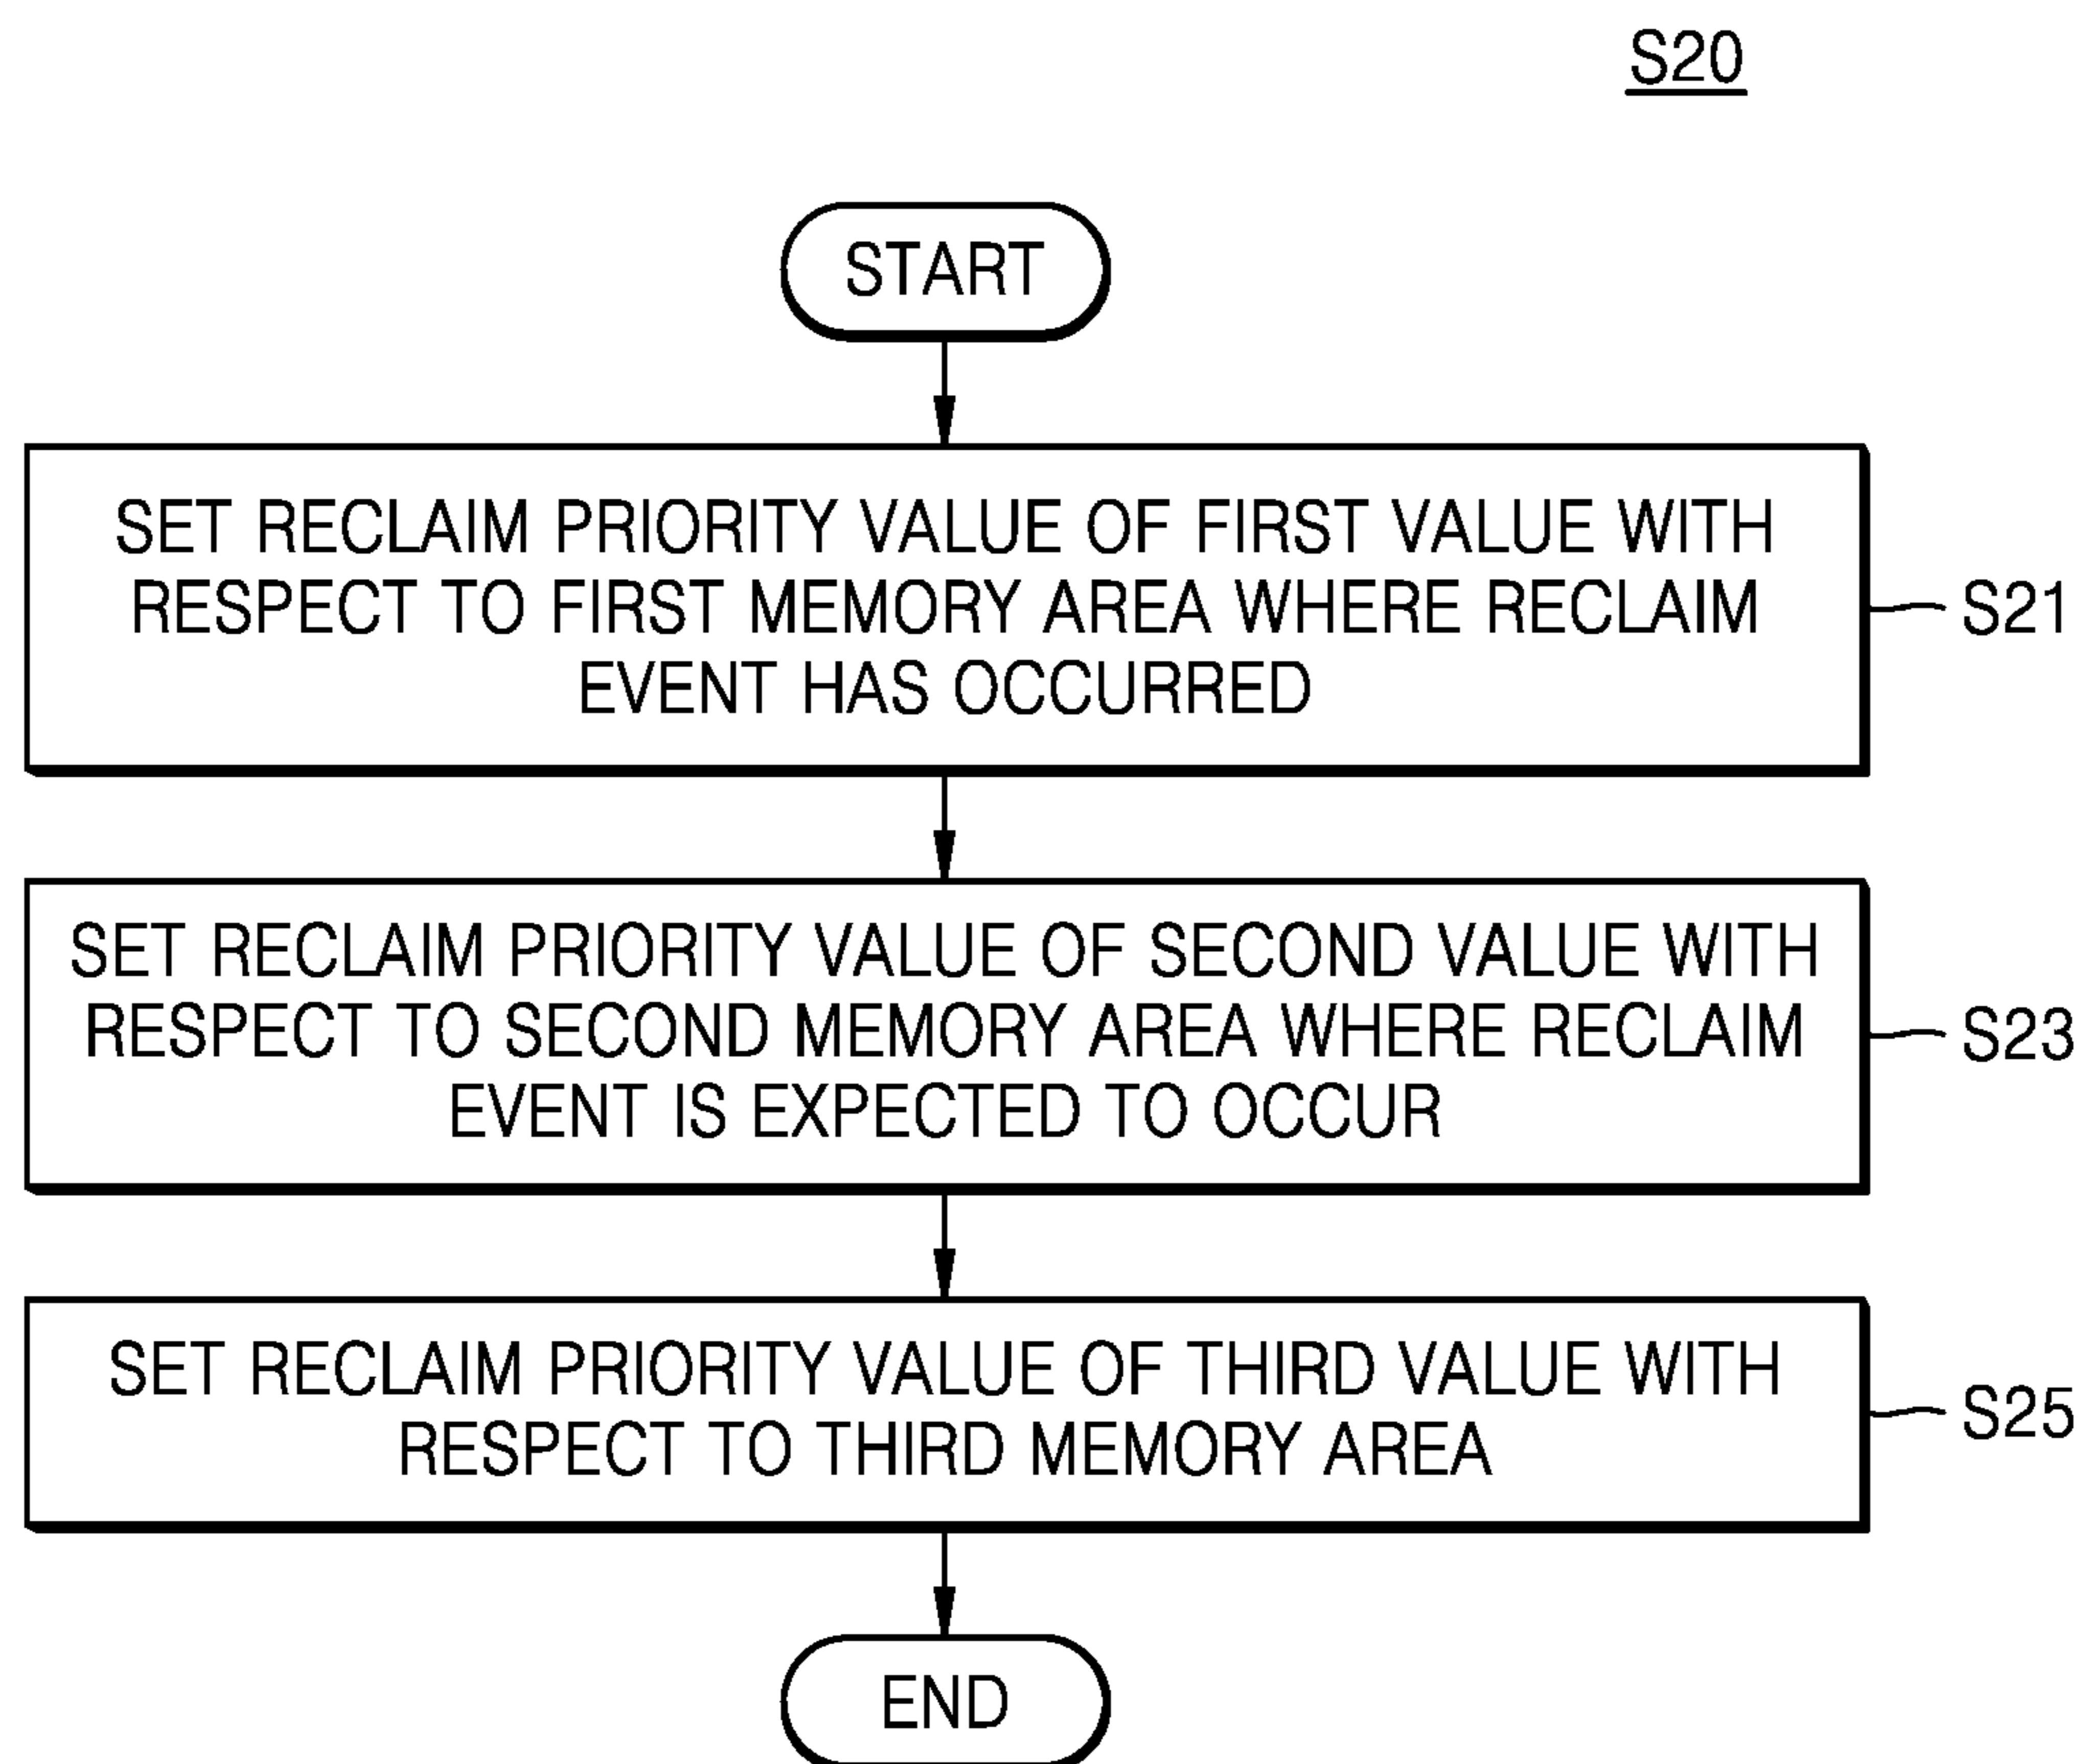 S20
START
SET RECLAIM PRIORITY VALUE OF FIRST VALUE WITH
RESPECT TO FIRST MEMORY AREA WHERE RECLAIM
EVENT HAS OCCURRED
S21
SET RECLAIM PRIORITY VALUE OF SECOND VALUE WITH
RESPECT TO SECOND MEMORY AREA WHERE RECLAIM
EVENT IS EXPECTED TO OCCUR
S23
SET RECLAIM PRIORITY VALUE OF THIRD VALUE WITH
RESPECT TO THIRD MEMORY AREA
S25
END